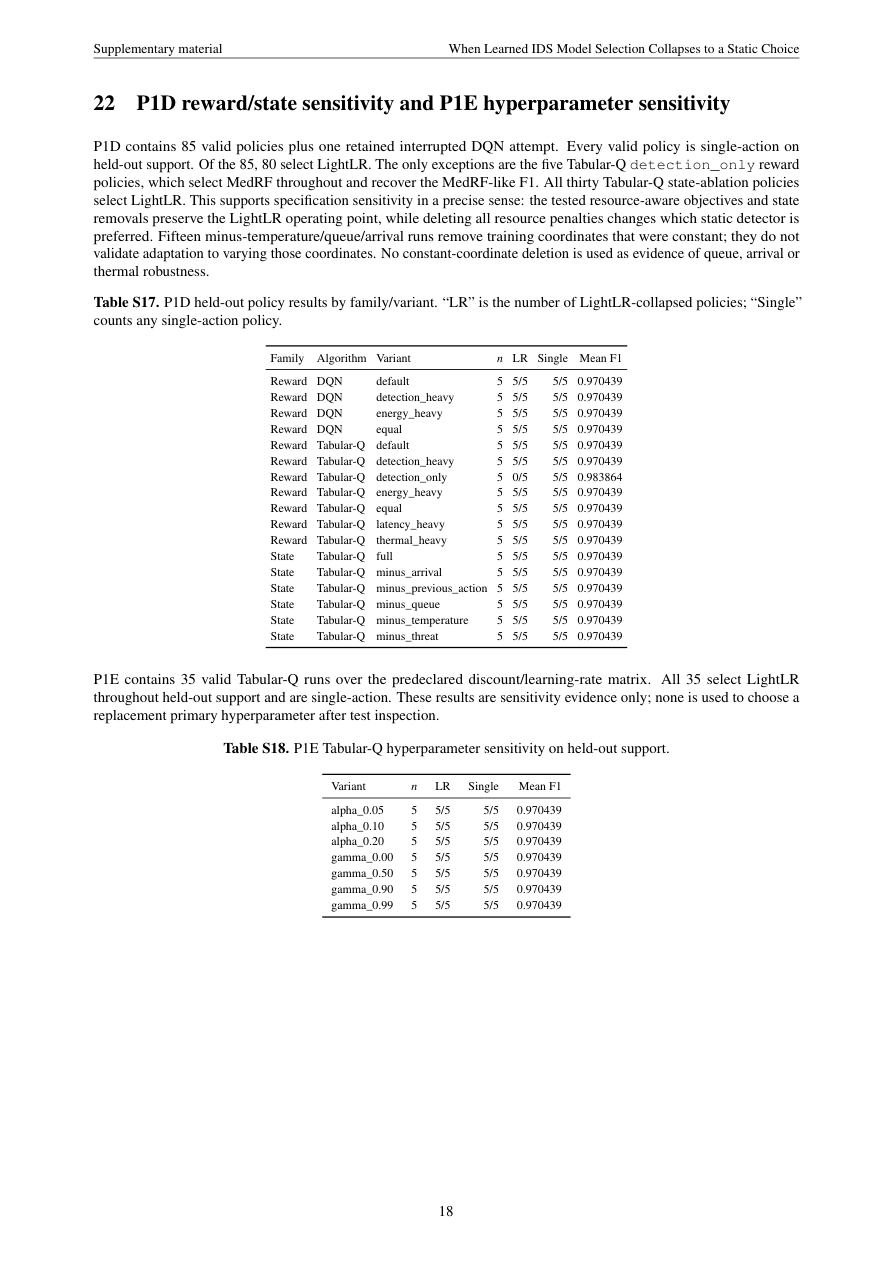 Supplementary material When Learned IDS Model Selection Collapses to a Static Choice
22 P1D reward/state sensitivity and P1E hyperparameter sensitivity
P1D contains 85 valid policies plus one retained interrupted DQN attempt. Every valid policy is single-action on
held-out support. Of the 85, 80 select LightLR. The only exceptions are the five Tabular-Q detection_only reward
policies, which select MedRF throughout and recover the MedRF-like F1. All thirty Tabular-Q state-ablation policies
select LightLR. This supports specification sensitivity in a precise sense: the tested resource-aware objectives and state
removals preserve the LightLR operating point, while deleting all resource penalties changes which static detector is
preferred. Fifteen minus-temperature/queue/arrival runs remove training coordinates that were constant; they do not
validate adaptation to varying those coordinates. No constant-coordinate deletion is used as evidence of queue, arrival or
thermal robustness.
Table S17. P1D held-out policy results by family/variant. “LR” is the number of LightLR-collapsed policies; “Single”
counts any single-action policy.
Family Algorithm Variant n LR Single Mean F1
Reward DQN default 5 5/5 5/5 0.970439
Reward DQN detection_heavy 5 5/5 5/5 0.970439
Reward DQN energy_heavy 5 5/5 5/5 0.970439
Reward DQN equal 5 5/5 5/5 0.970439
Reward Tabular-Q default 5 5/5 5/5 0.970439
Reward Tabular-Q detection_heavy 5 5/5 5/5 0.970439
Reward Tabular-Q detection_only 5 0/5 5/5 0.983864
Reward Tabular-Q energy_heavy 5 5/5 5/5 0.970439
Reward Tabular-Q equal 5 5/5 5/5 0.970439
Reward Tabular-Q latency_heavy 5 5/5 5/5 0.970439
Reward Tabular-Q thermal_heavy 5 5/5 5/5 0.970439
State Tabular-Q full 5 5/5 5/5 0.970439
State Tabular-Q minus_arrival 5 5/5 5/5 0.970439
State Tabular-Q minus_previous_action 5 5/5 5/5 0.970439
State Tabular-Q minus_queue 5 5/5 5/5 0.970439
State Tabular-Q minus_temperature 5 5/5 5/5 0.970439
State Tabular-Q minus_threat 5 5/5 5/5 0.970439
P1E contains 35 valid Tabular-Q runs over the predeclared discount/learning-rate matrix. All 35 select LightLR
throughout held-out support and are single-action. These results are sensitivity evidence only; none is used to choose a
replacement primary hyperparameter after test inspection.
Table S18. P1E Tabular-Q hyperparameter sensitivity on held-out support.
Variant n LR Single Mean F1
alpha_0.05 5 5/5 5/5 0.970439
alpha_0.10 5 5/5 5/5 0.970439
alpha_0.20 5 5/5 5/5 0.970439
gamma_0.00 5 5/5 5/5 0.970439
gamma_0.50 5 5/5 5/5 0.970439
gamma_0.90 5 5/5 5/5 0.970439
gamma_0.99 5 5/5 5/5 0.970439
18